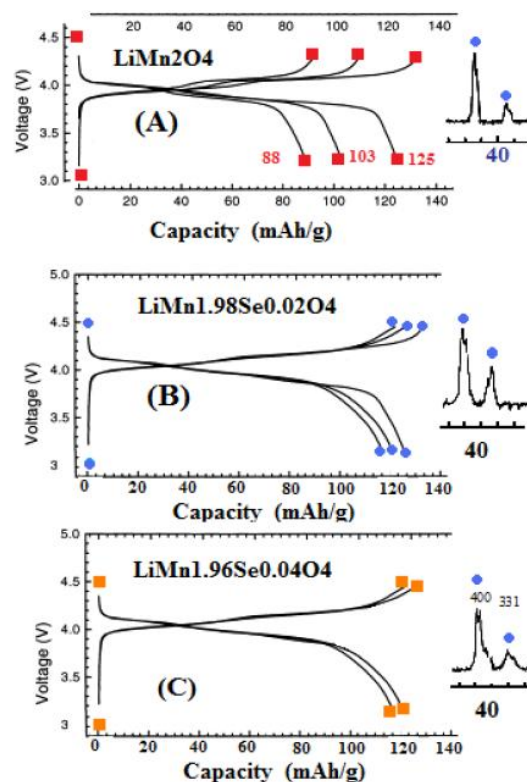 0 20 40 60 80 100 120 140
4.5
LiMn2O4
4.0
Voltage (V)
(A)
3.5
88 103 125
3.0
0 20 40 60 80 100 120 140
Capacity (mAh/g)
40
5.0
LiMn1.98Se0.02O4
4.5
4.0
Voltage (V)
(B)
3.5
3
0 20 40 60 80 100 120 140
Capacity (mAh/g)
40
5.0
LiMn1.96Se0.04O4
4.5
400 331
4.0
Voltage (V)
(C)
3.5
3
0 20 40 60 80 100 120 140
Capacity (mAh/g)
40